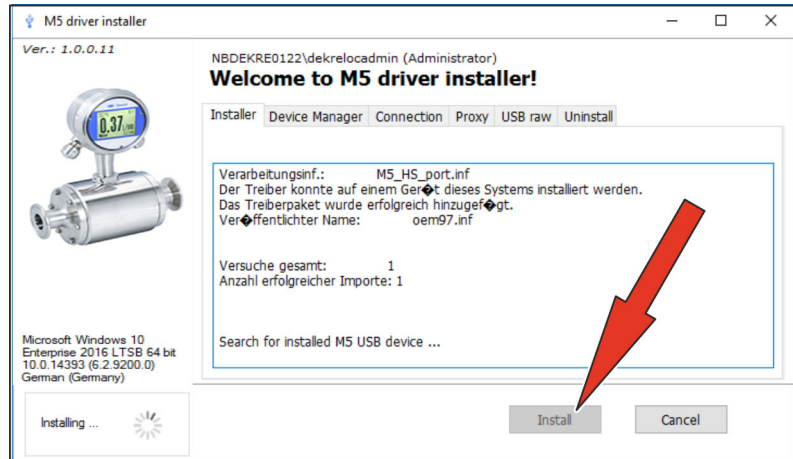 M5 driver installer
Ver.: 1.0.0.11
NBDEKRE0122\dekrelocadmin (Administrator)
Welcome to M5 driver installer!
Installer Device Manager Connection Proxy USB raw Uninstall
0.37
Verarbeitungsinf.: M5_HS_port.inf
Der Treiber konnte auf einem Ger�t dieses Systems installiert werden.
Das Treiberpaket wurde erfolgreich hinzugef�gt.
Ver�ffentlichter Name: oem97.inf
Versuche gesamt: 1
Anzahl erfolgreicher Importe: 1
Search for installed M5 USB device ...
Microsoft Windows 10
Enterprise 2016 LTSB 64 bit
10.0.14393 (6.2.9200.0)
German (Germany)
Installing ...
Install Cancel